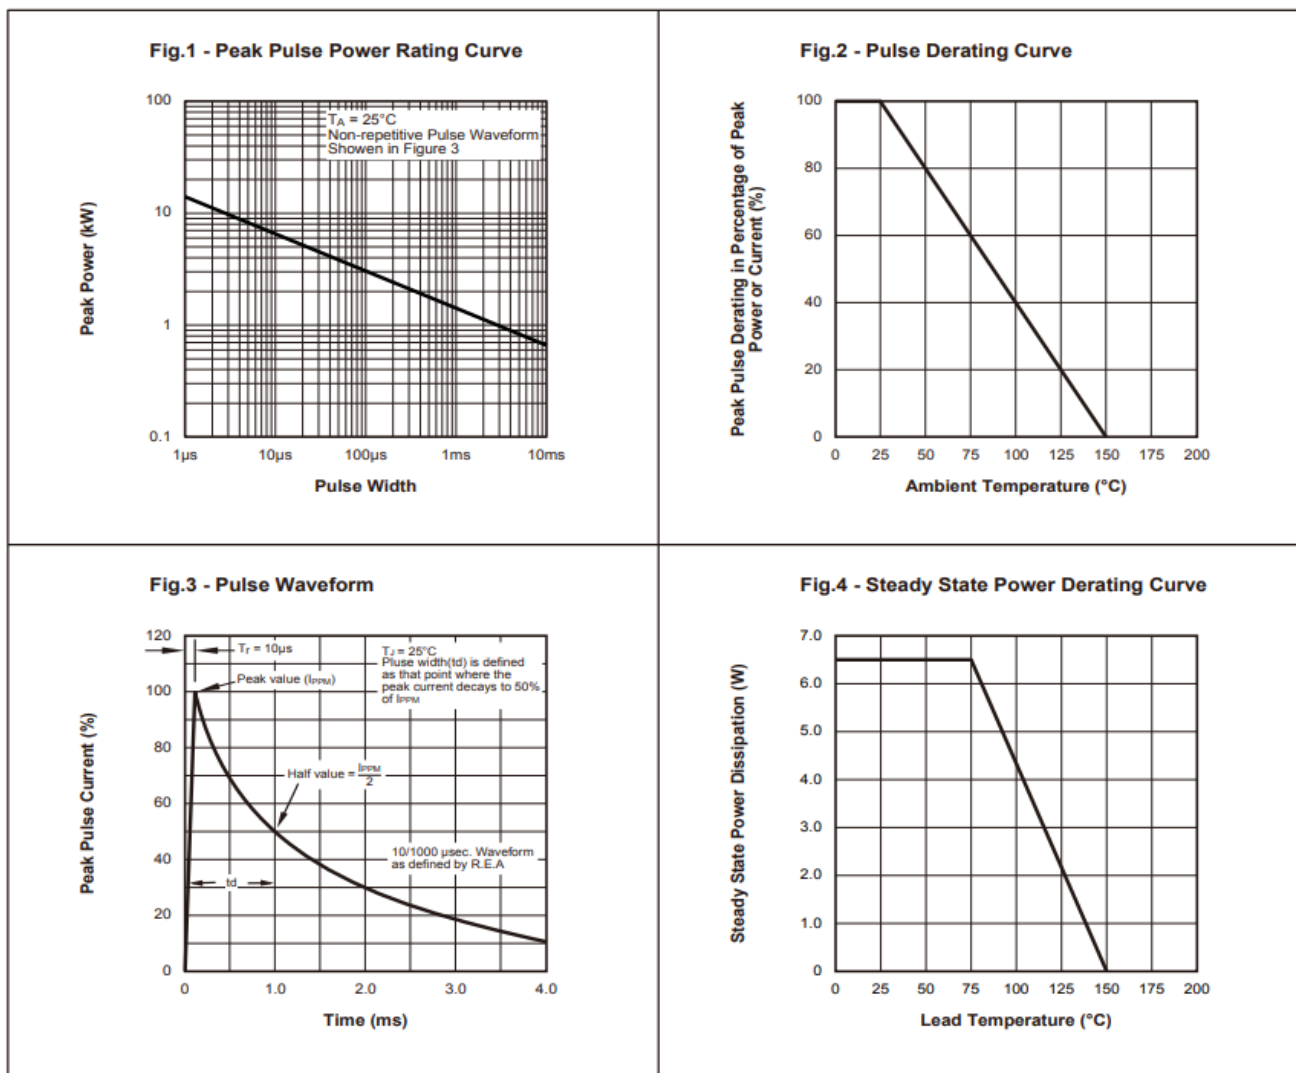 Fig.1 - Peak Pulse Power Rating Curve
Peak Power (kW)
100
10
1
0.1
TA = 25°C
Non-repetitive Pulse Waveform
Showen in Figure 3
1µs 10µs 100µs 1ms 10ms
Pulse Width
Fig.2 - Pulse Derating Curve
Peak Pulse Derating in Percentage of Peak
Power or Current (%)
100
80
60
40
20
0
0 25 50 75 100 125 150 175 200
Ambient Temperature (°C)
Fig.3 - Pulse Waveform
Peak Pulse Current (%)
120
100
80
60
40
20
0
Tr = 10µs
Peak value (IPPM)
TJ = 25°C
Pluse width(td) is defined
as that point where the
peak current decays to 50%
of IPPM
Half value = IPPM
2
10/1000 µsec. Waveform
as defined by R.E.A
td
0 1.0 2.0 3.0 4.0
Time (ms)
Fig.4 - Steady State Power Derating Curve
Steady State Power Dissipation (W)
7.0
6.0
5.0
4.0
3.0
2.0
1.0
0
0 25 50 75 100 125 150 175 200
Lead Temperature (°C)